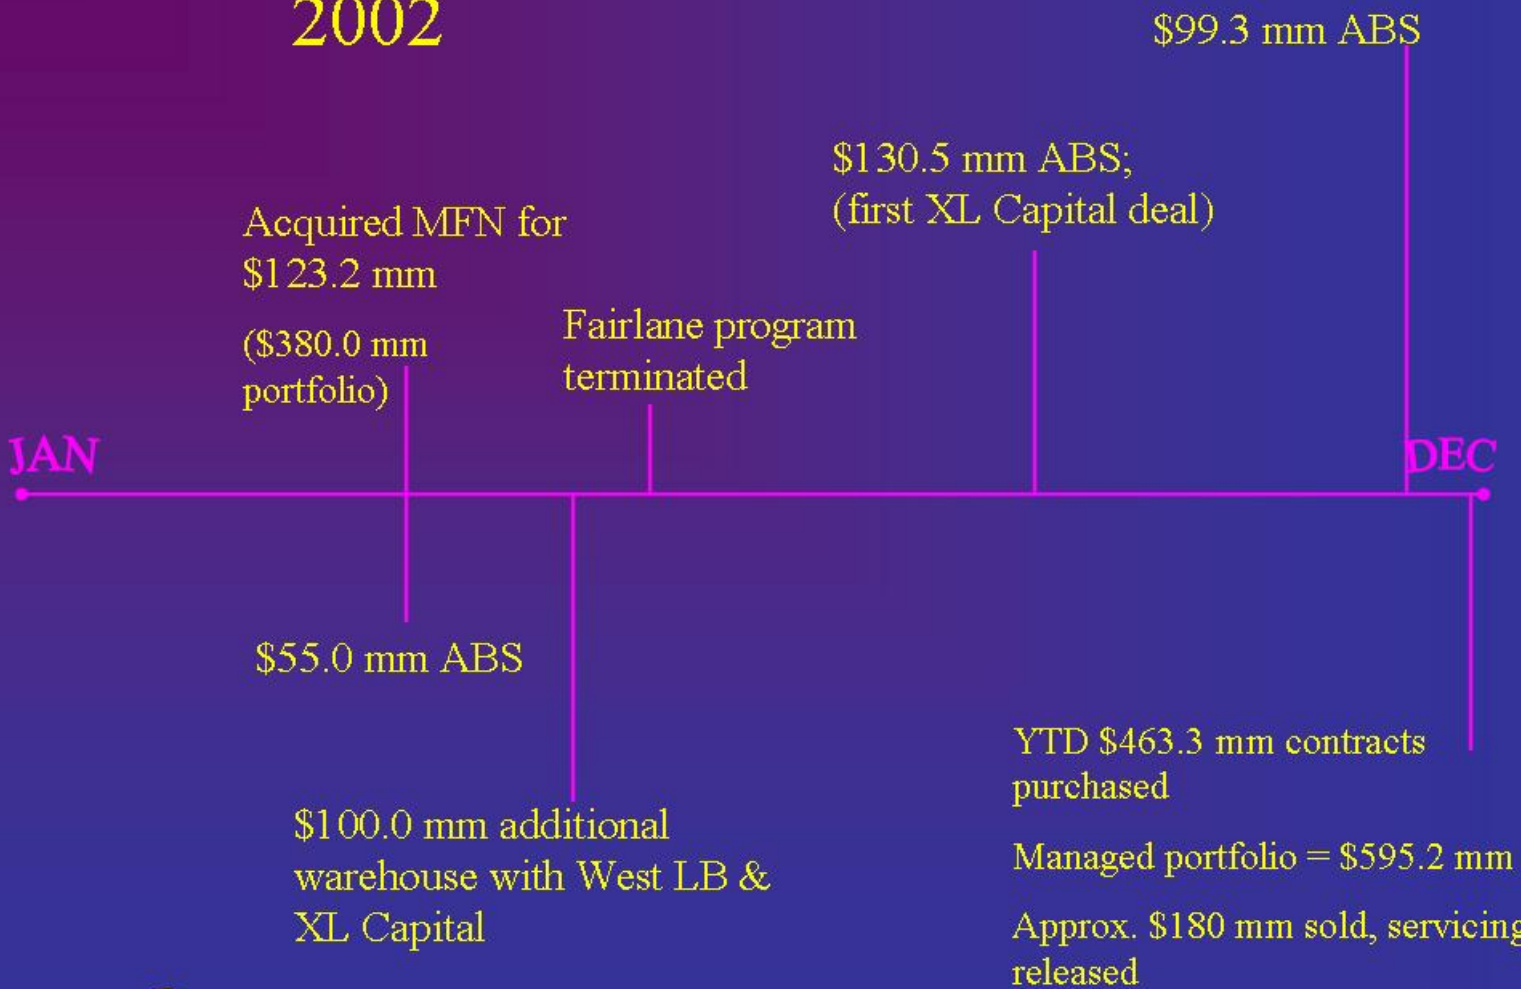 2002
$99.3 mm ABS
$130.5 mm ABS;
(first XL Capital deal)
Acquired MFN for
$123.2 mm
($380.0 mm
portfolio)
Fairlane program
terminated
JAN
DEC
$55.0 mm ABS
$100.0 mm additional
warehouse with West LB &
XL Capital
YTD $463.3 mm contracts
purchased
Managed portfolio = $595.2 mm
Approx. $180 mm sold, servicing
released